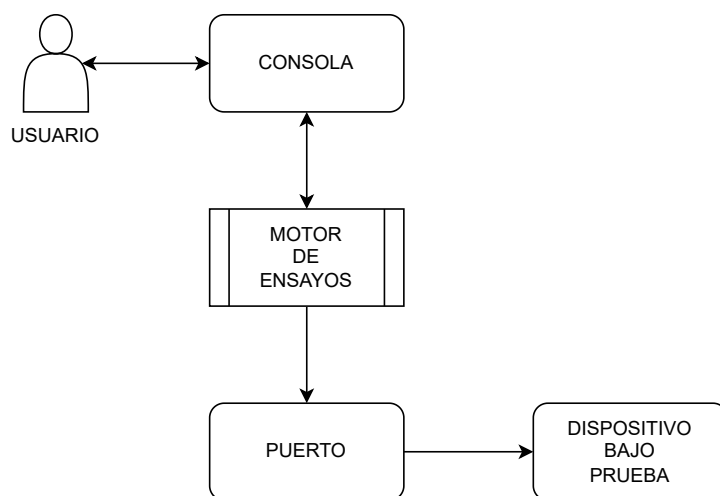 CONSOLA
USUARIO
MOTOR
DE
ENSAYOS
PUERTO
DISPOSITIVO
BAJO
PRUEBA